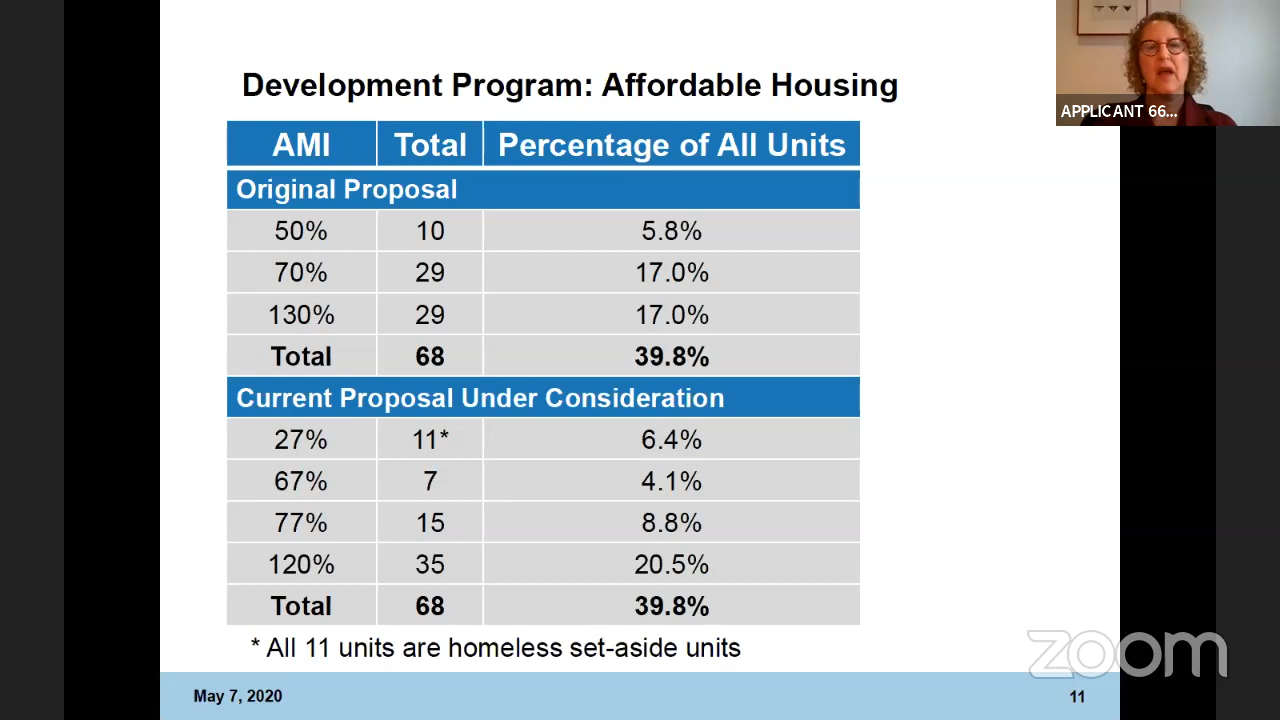 Development Program: Affordable Housing
APPLICANT 66...
AMI Total Percentage of All Units
Original Proposal
50% 10 5.8%
70% 29 17.0%
130% 29 17.0%
Total 68 39.8%
Current Proposal Under Consideration
27% 11* 6.4%
67% 7 4.1%
77% 15 8.8%
120% 35 20.5%
Total 68 39.8%
* All 11 units are homeless set-aside units
zoom
May 7, 2020 11